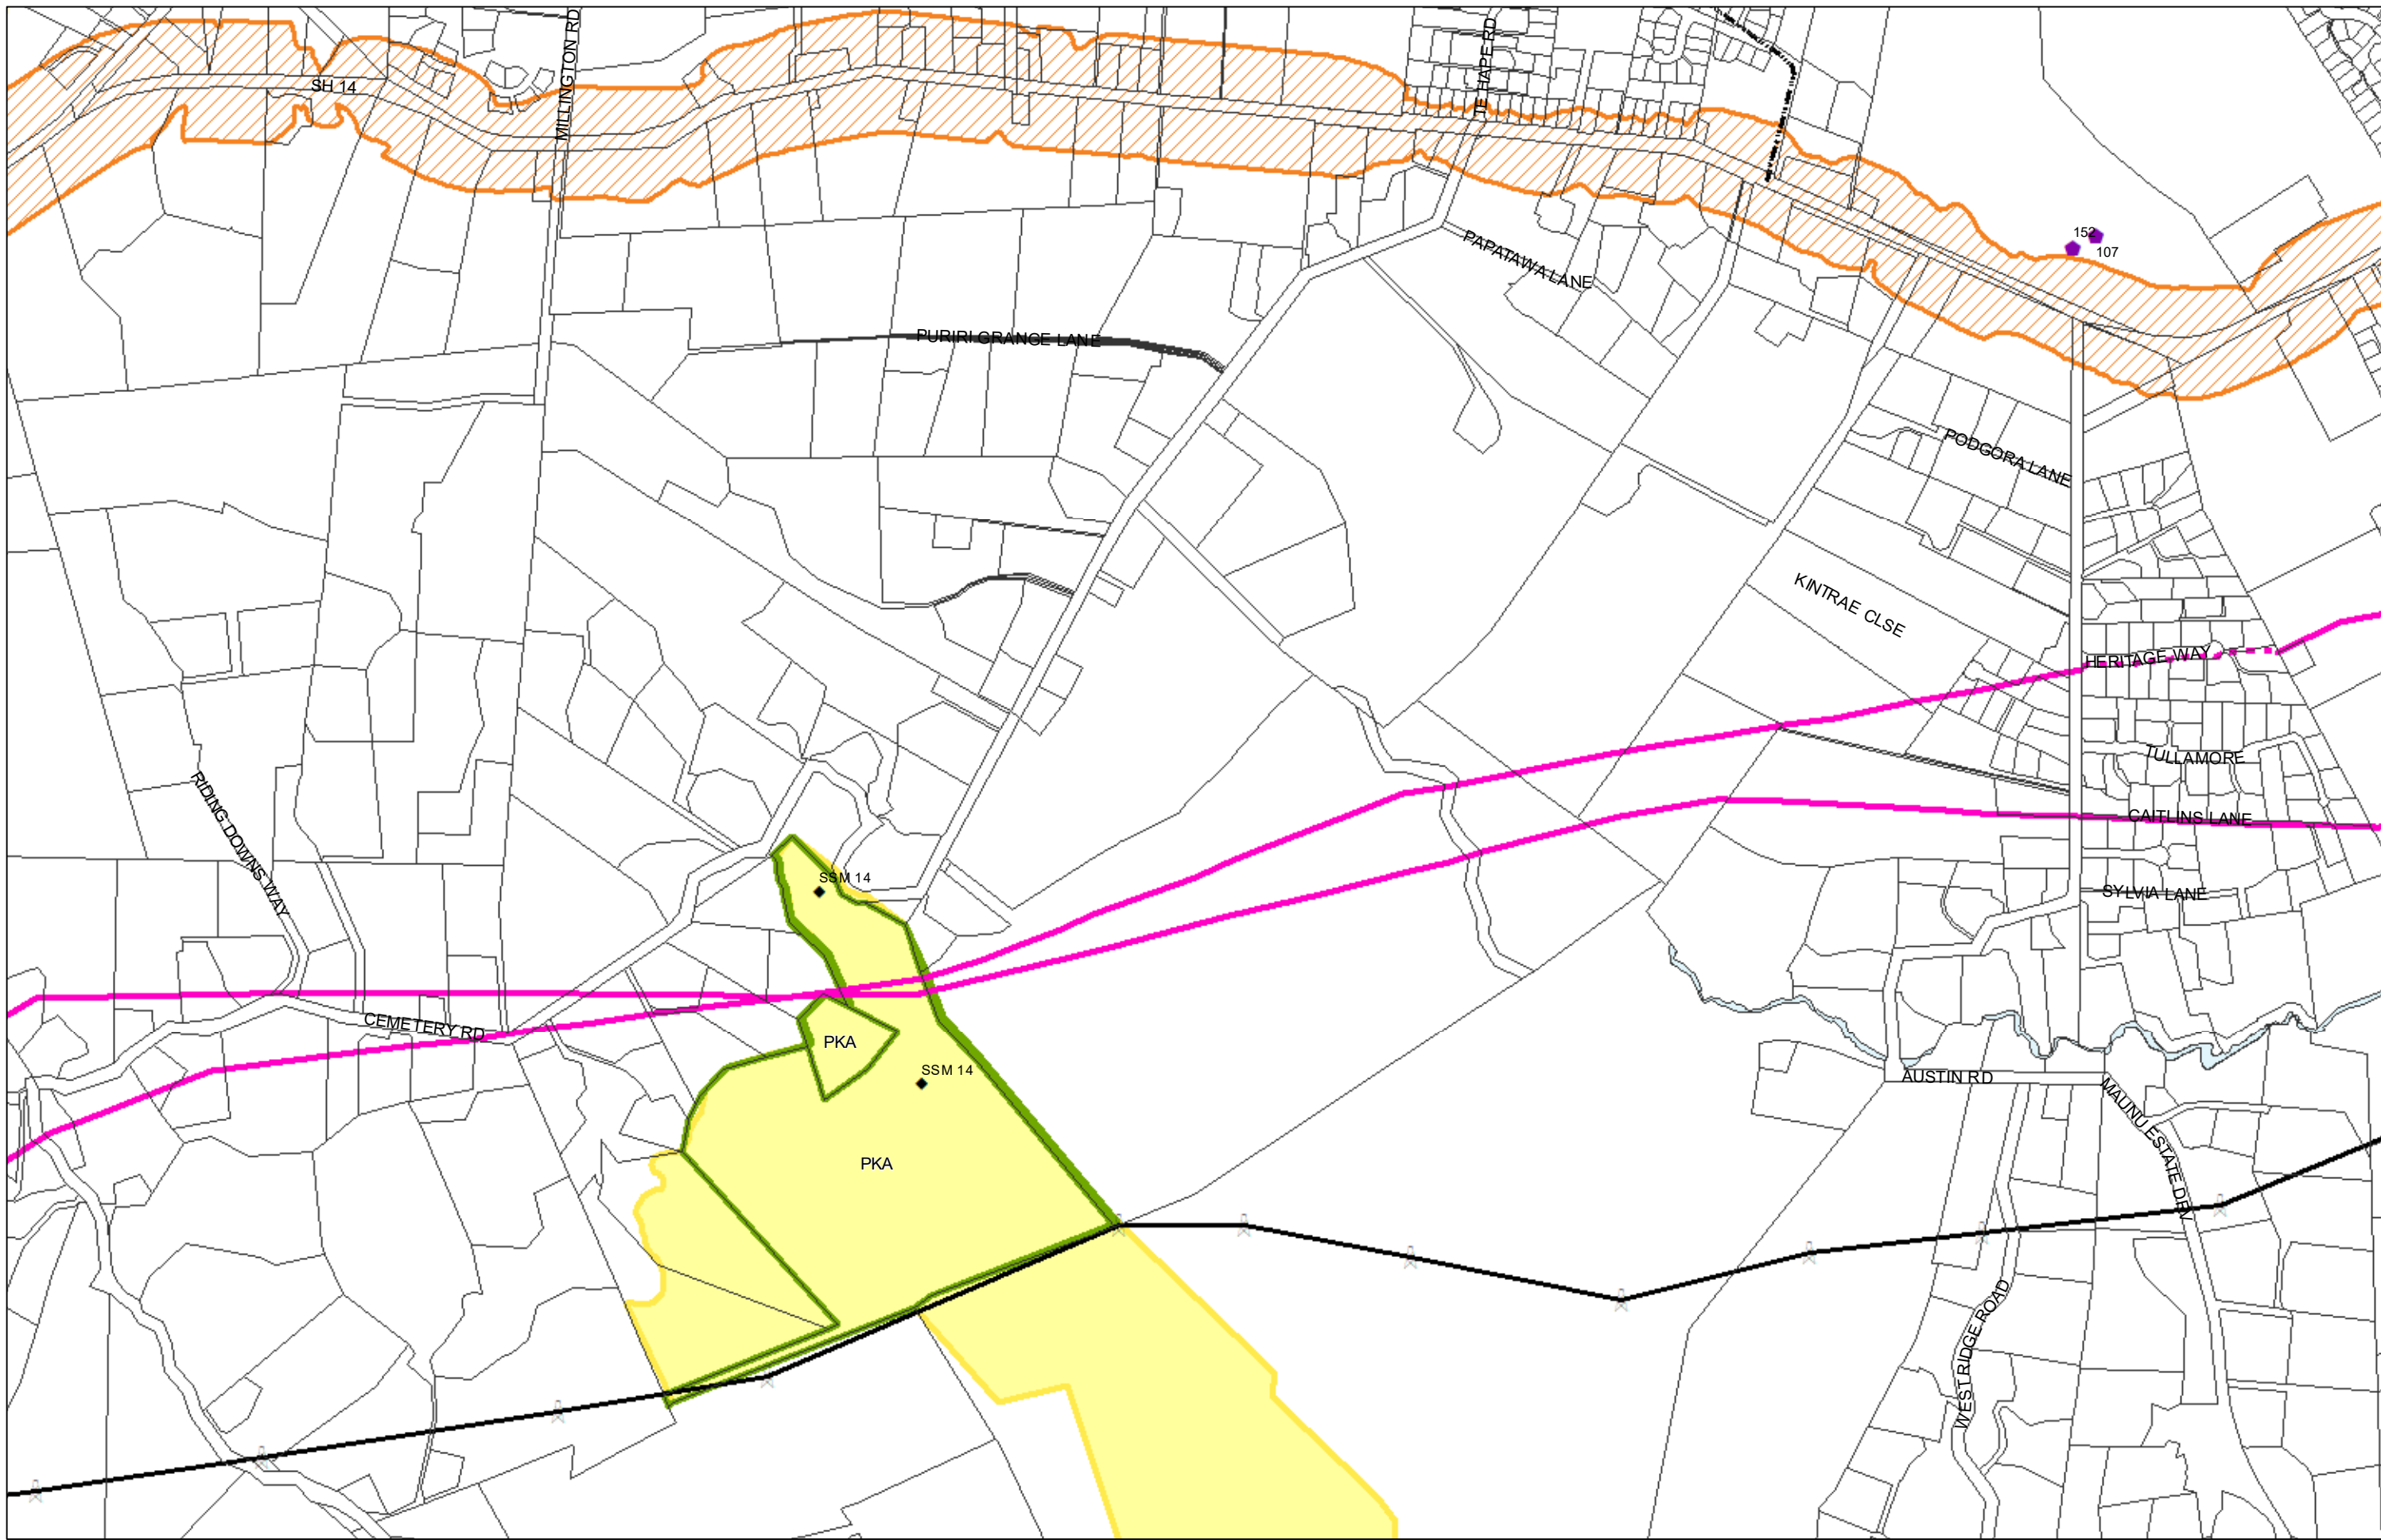 MILLINGTON RD
TE HAPE RD
SH 14
152
107
PAPATAWA LANE
PURIRI GRANGE LANE
PODGORA LANE
KINTRAE CLSE
HERITAGE WAY
TULLAMORE
RIDING DOWNS WAY
CAITLINS LANE
SSM 14
SYLVIA LANE
CEMETERY RD
PKA
SSM 14
AUSTIN RD
MAUNU ESTATE DRV
PKA
WESTRIDGE ROAD